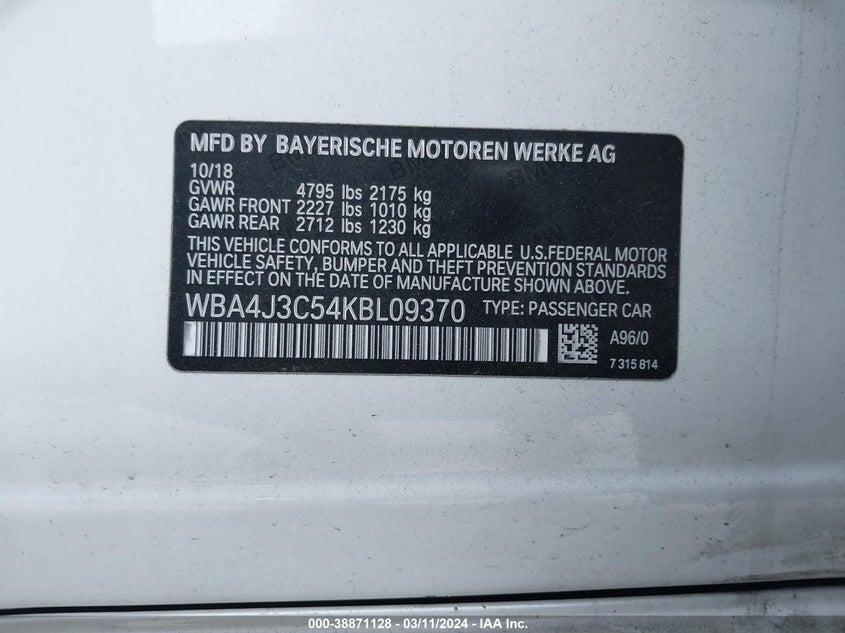 MFD BY BAYERISCHE MOTOREN WERKE AG
10/18
GVWR 4795 lbs 2175 kg
GAWR FRONT 2227 lbs 1010 kg
GAWR REAR 2712 lbs 1230 kg
THIS VEHICLE CONFORMS TO ALL APPLICABLE U.S.FEDERAL MOTOR
VEHICLE SAFETY, BUMPER AND THEFT PREVENTION STANDARDS
IN EFFECT ON THE DATE OF MANUFACTURE SHOWN ABOVE.
WBA4J3C54KBL09370 TYPE: PASSENGER CAR
A96/0
7 315 814
000-38871128 - 03/11/2024 - IAA Inc.